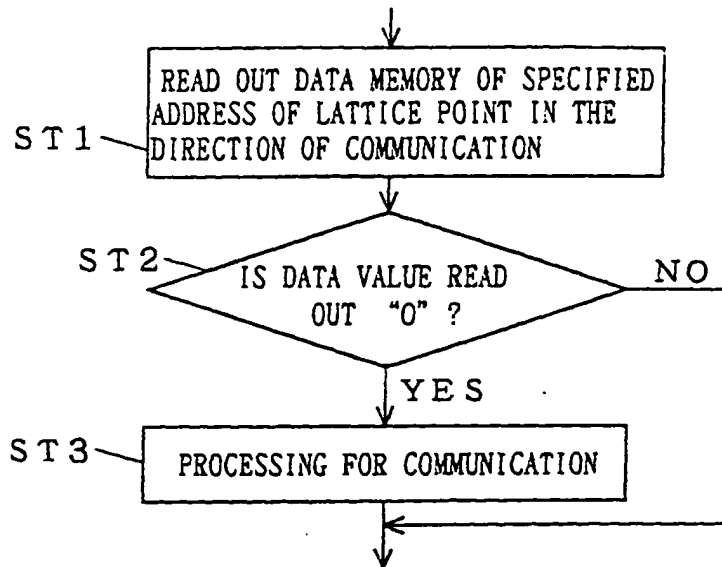 READ OUT DATA MEMORY OF SPECIFIED
ADDRESS OF LATTICE POINT IN THE
DIRECTION OF COMMUNICATION
ST1
ST2
IS DATA VALUE READ
OUT "0" ?
NO
YES
ST3
PROCESSING FOR COMMUNICATION